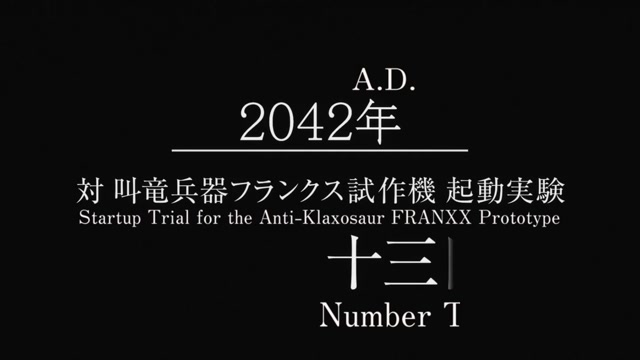 A.D.
2042年
対 叫竜兵器フランクス試作機 起動実験
Startup Trial for the Anti-Klaxosaur FRANXX Prototype
十三
Number T